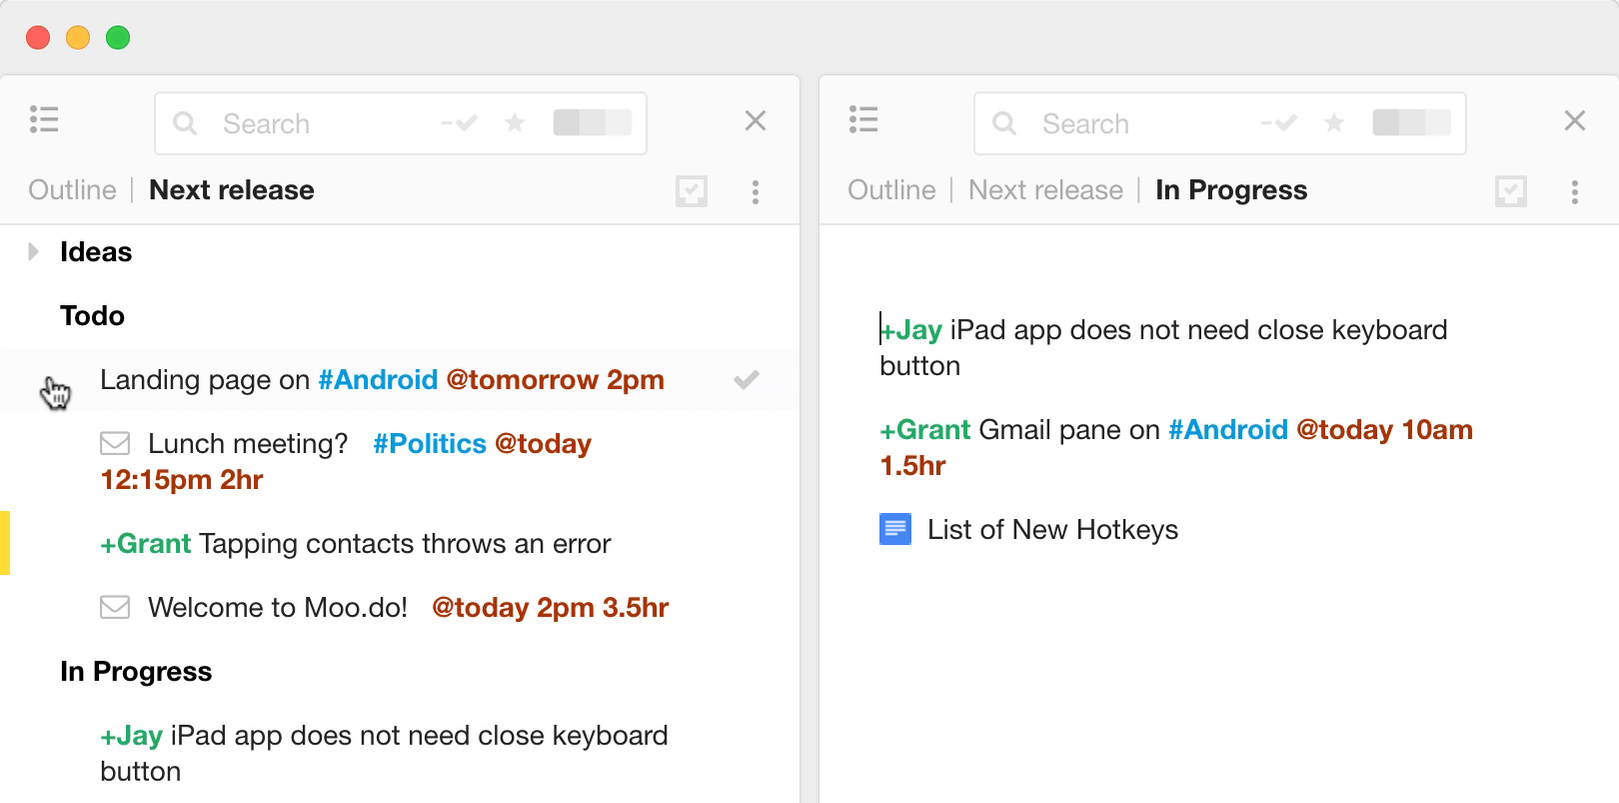 Search
Outline | Next release
Ideas
Todo
Landing page on #Android @tomorrow 2pm
Lunch meeting? #Politics @today
12:15pm 2hr
+Grant Tapping contacts throws an error
Welcome to Moo.do! @today 2pm 3.5hr
In Progress
+Jay iPad app does not need close keyboard
button
Search
Outline | Next release | In Progress
+Jay iPad app does not need close keyboard
button
+Grant Gmail pane on #Android @today 10am
1.5hr
List of New Hotkeys